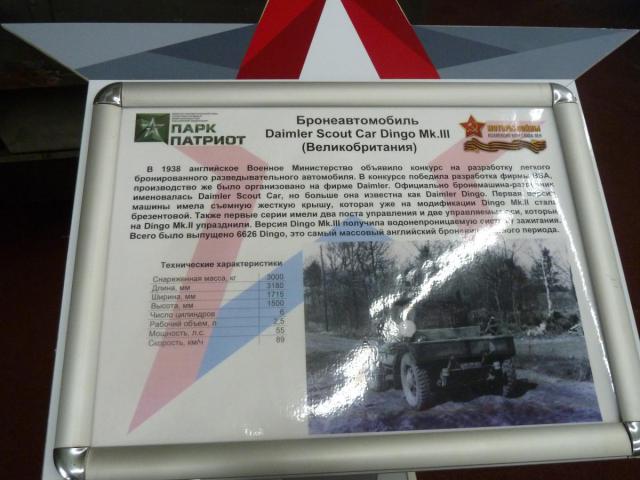 ПАРК
ПАТРИОТ
Бронеавтомобиль
Daimler Scout Car Dingo Mk.III
(Великобритания)
МОТОРЫ ВОЙНЫ
В 1938 английское Военное Министерство объявило конкурс на разработку легкого
бронированного разведывательного автомобиля. В конкурсе победила разработка фирмы BSA,
производство же было организовано на фирме Daimler. Официально бронемашина-разведчик
именовалась Daimler Scout Car, но больше она известна как Daimler Dingo. Первая версия
машины имела съемную жесткую крышу, которая уже на модификации Dingo Mk.II стала
брезентовой. Также первые серии имели два поста управления и две управляемые оси, который
на Dingo Mk.II упразднили. Версия Dingo Mk.III получила водонепроницаемую систему зажигания.
Всего было выпущено 6626 Dingo, это самый массовый английский периода.
Технические характеристики
Снаряженная масса, кг 3000
Длина, мм 3180
Ширина, мм 1715
Высота, мм 1500
Число цилиндров 6
Рабочий объем, л 2,5
Мощность, л.с. 55
Скорость, км/ч 89